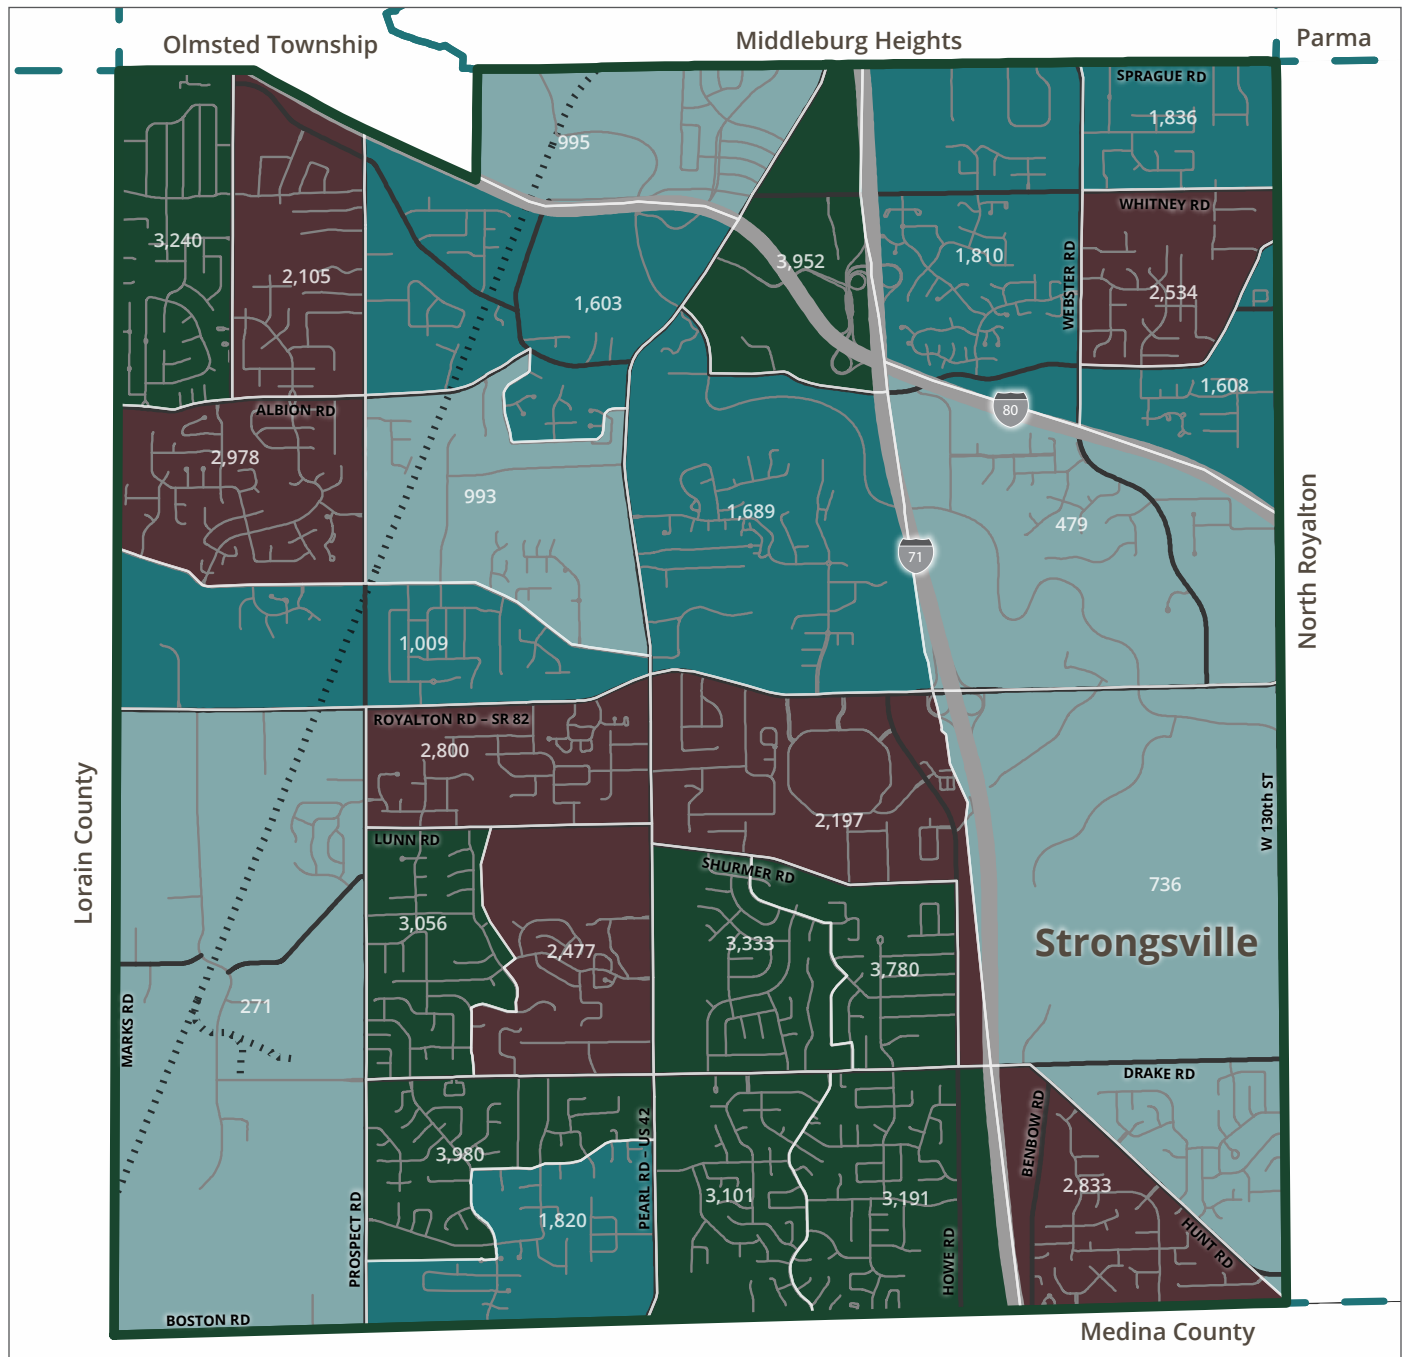 Olmsted Township
Middleburg Heights
Parma
SPRAGUE RD
1,836
995
WHITNEY RD
3,240
2,105
3,952
1,810
WEBSTER RD
2,534
1,603
1,608
ALBION RD
80
2,978
993
1,689
479
71
North Royalton
1,009
ROYALTON RD – SR 82
2,800
2,197
W 130th ST
Lorain County
LUNN RD
SHURMER RD
736
3,056
2,477
3,333
3,780
Strongsville
271
MARKS RD
DRAKE RD
BENBOW RD
3,980
PEARL RD – US 42
3,101
3,191
2,833
1,820
PROSPECT RD
HOWE RD
HUNT RD
BOSTON RD
Medina County